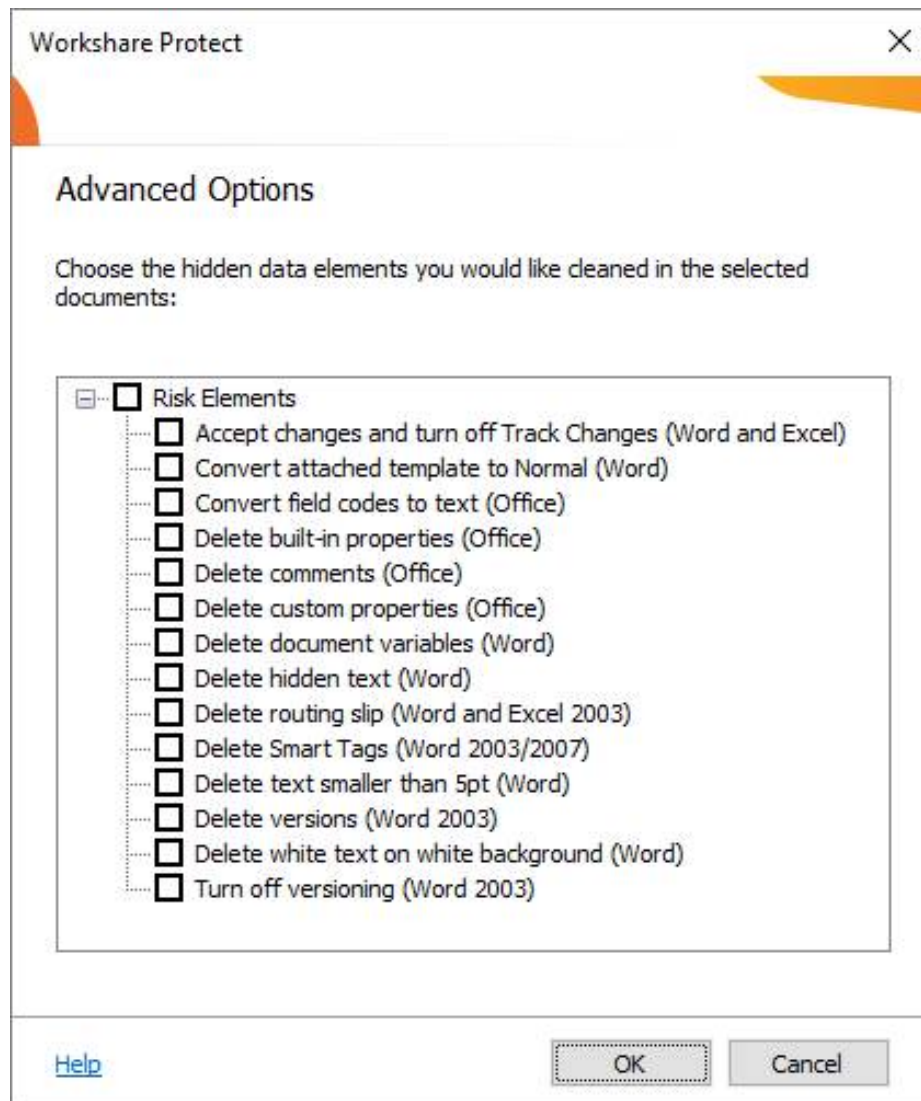 Workshare Protect
Advanced Options
Choose the hidden data elements you would like cleaned in the selected
documents:
Risk Elements
Accept changes and turn off Track Changes (Word and Excel)
Convert attached template to Normal (Word)
Convert field codes to text (Office)
Delete built-in properties (Office)
Delete comments (Office)
Delete custom properties (Office)
Delete document variables (Word)
Delete hidden text (Word)
Delete routing slip (Word and Excel 2003)
Delete Smart Tags (Word 2003/2007)
Delete text smaller than 5pt (Word)
Delete versions (Word 2003)
Delete white text on white background (Word)
Turn off versioning (Word 2003)
Help OK Cancel